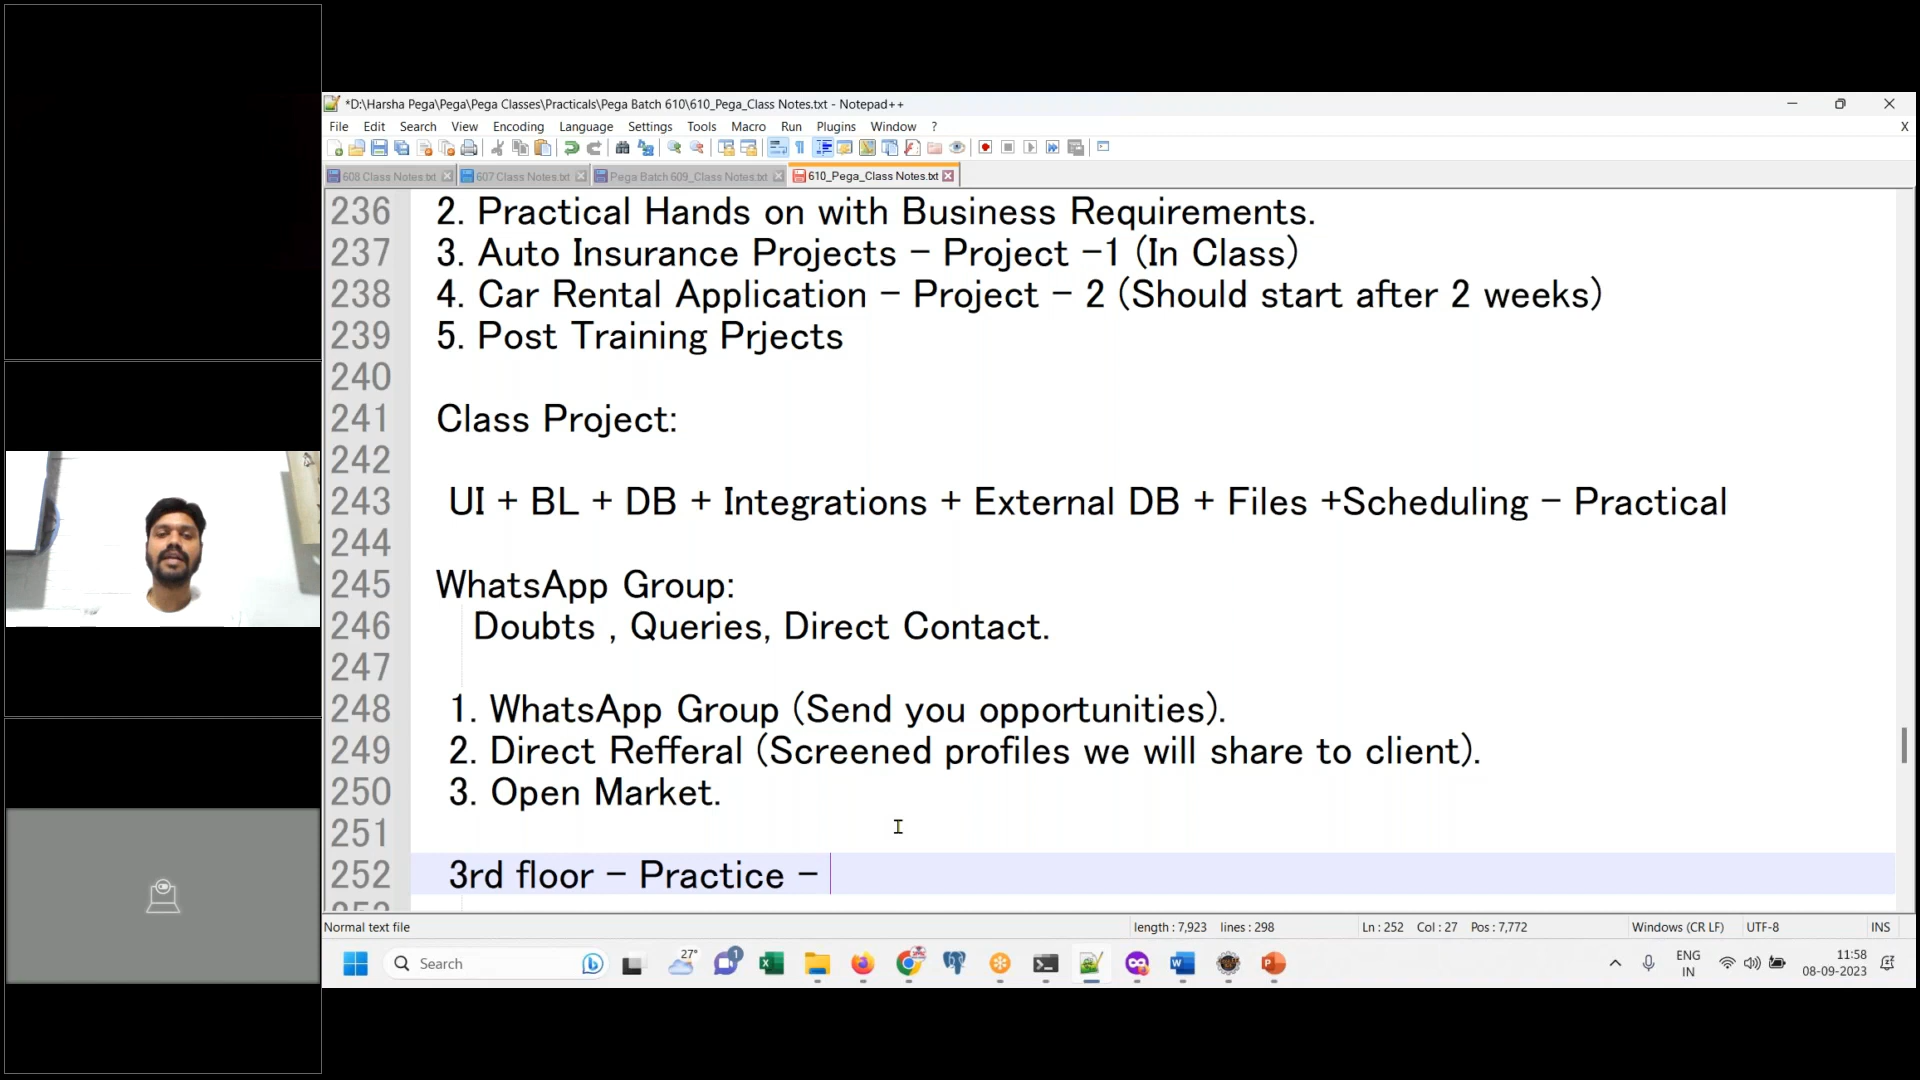 *D:\Harsha Pega\Pega\Pega Classes\Practicals\Pega Batch 610\610_Pega_Class Notes.txt - Notepad++
File Edit Search View Encoding Language Settings Tools Macro Run Plugins Window ? X
608 Class Notes.txt 607 Class Notes.txt Pega Batch 609_Class Notes.txt 610_Pega_Class Notes.txt
236 2. Practical Hands on with Business Requirements.
237 3. Auto Insurance Projects - Project -1 (In Class)
238 4. Car Rental Application - Project - 2 (Should start after 2 weeks)
239 5. Post Training Prjects
240
241 Class Project:
242
243 UI + BL + DB + Integrations + External DB + Files +Scheduling - Practical
244
245 WhatsApp Group:
246 Doubts , Queries, Direct Contact.
247
248 1. WhatsApp Group (Send you opportunities).
249 2. Direct Refferal (Screened profiles we will share to client).
250 3. Open Market.
251
252 3rd floor - Practice -
253
Normal text file length : 7,923 lines : 298 Ln : 252 Col : 27 Pos : 7,772 Windows (CR LF) UTF-8 INS
Search 27° 1 ENG IN 11:58 08-09-2023